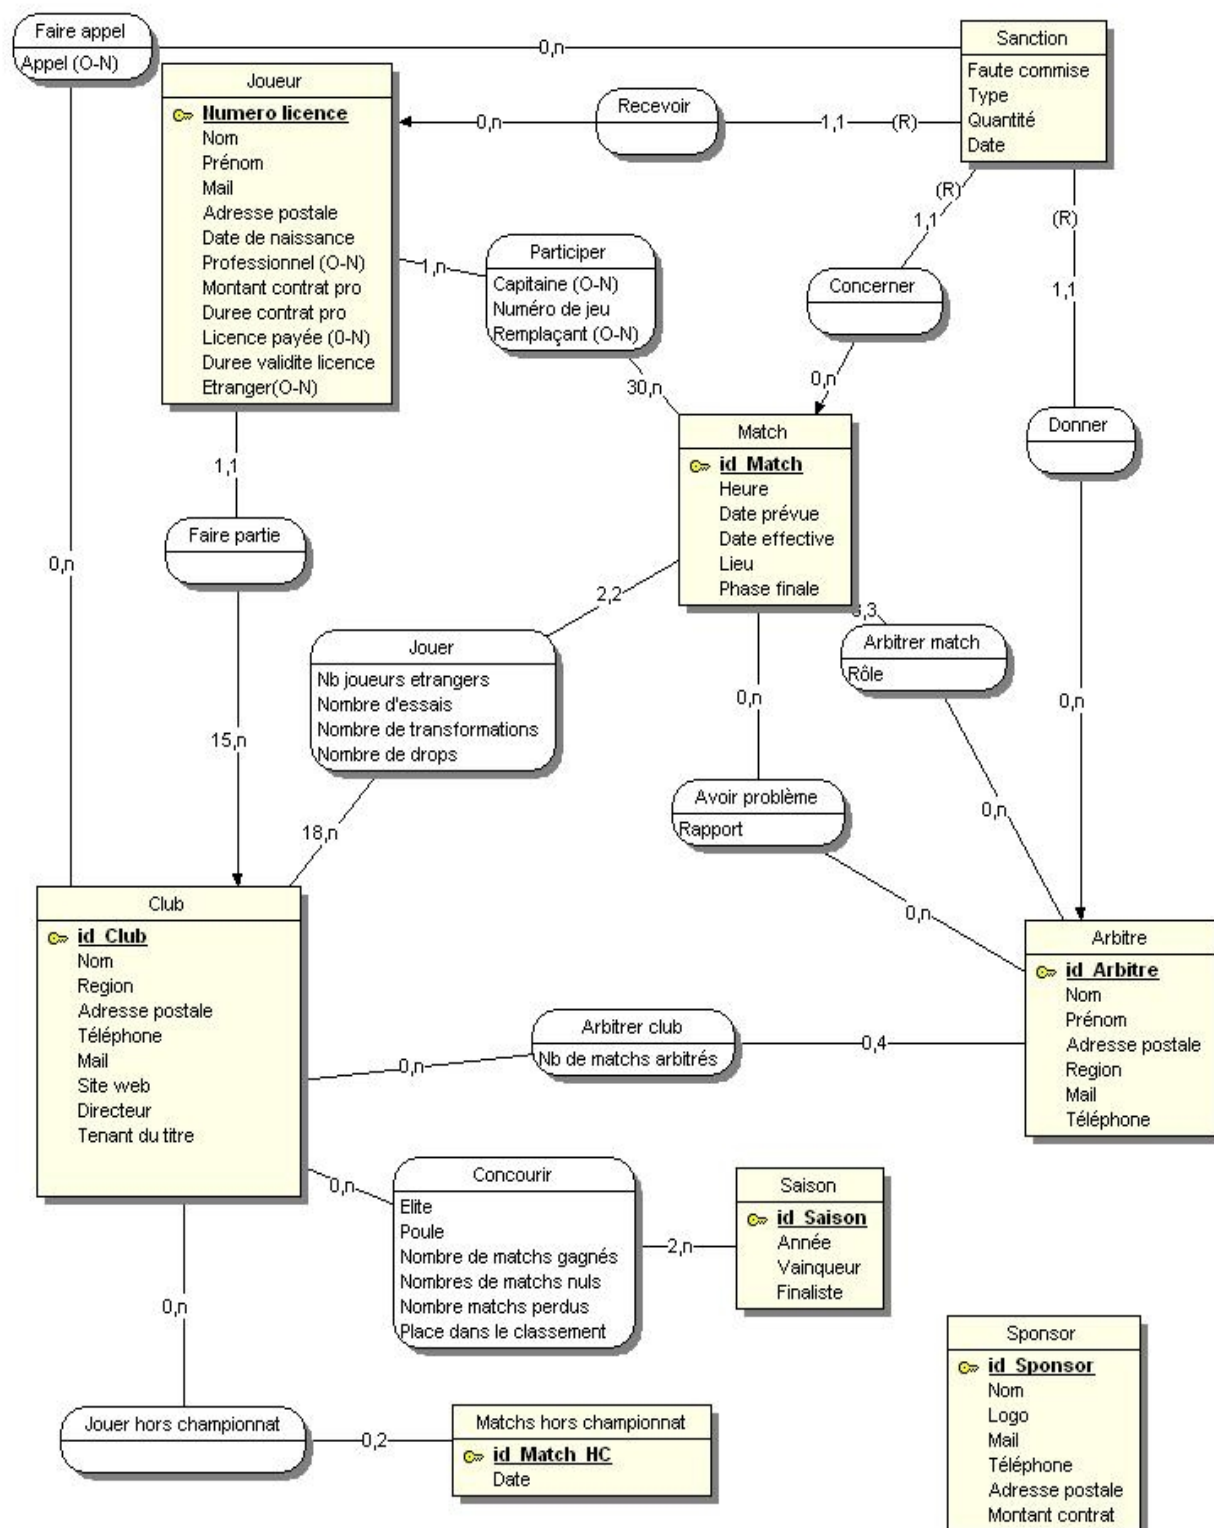 Faire appel
Appel (O-N)
0,n
Sanction
Faute commise
Type
Quantité
Date
Joueur
Numero licence
Nom
Prénom
Mail
Adresse postale
Date de naissance
Professionnel (O-N)
Montant contrat pro
Duree contrat pro
Licence payée (0-N)
Duree validite licence
Etranger(O-N)
0,n
Recevoir
1,1
(R)
(R)
1,1
(R)
1,1
1,n
Participer
Capitaine (O-N)
Numéro de jeu
Remplaçant (O-N)
30,n
Concerner
0,n
Donner
0,n
Match
id_Match
Heure
Date prévue
Date effective
Lieu
Phase finale
1,1
Faire partie
15,n
0,n
2,2
Jouer
Nb joueurs etrangers
Nombre d'essais
Nombre de transformations
Nombre de drops
18,n
3,3
Arbitrer match
Rôle
0,n
0,n
Avoir problème
Rapport
0,n
Club
id_Club
Nom
Region
Adresse postale
Téléphone
Mail
Site web
Directeur
Tenant du titre
Arbitre
id_Arbitre
Nom
Prénom
Adresse postale
Region
Mail
Téléphone
0,n
Arbitrer club
Nb de matchs arbitrés
0,4
0,n
Concourir
Elite
Poule
Nombre de matchs gagnés
Nombres de matchs nuls
Nombre matchs perdus
Place dans le classement
2,n
Saison
id_Saison
Année
Vainqueur
Finaliste
0,n
Jouer hors championnat
0,2
Matchs hors championnat
id_Match_HC
Date
Sponsor
id_Sponsor
Nom
Logo
Mail
Téléphone
Adresse postale
Montant contrat